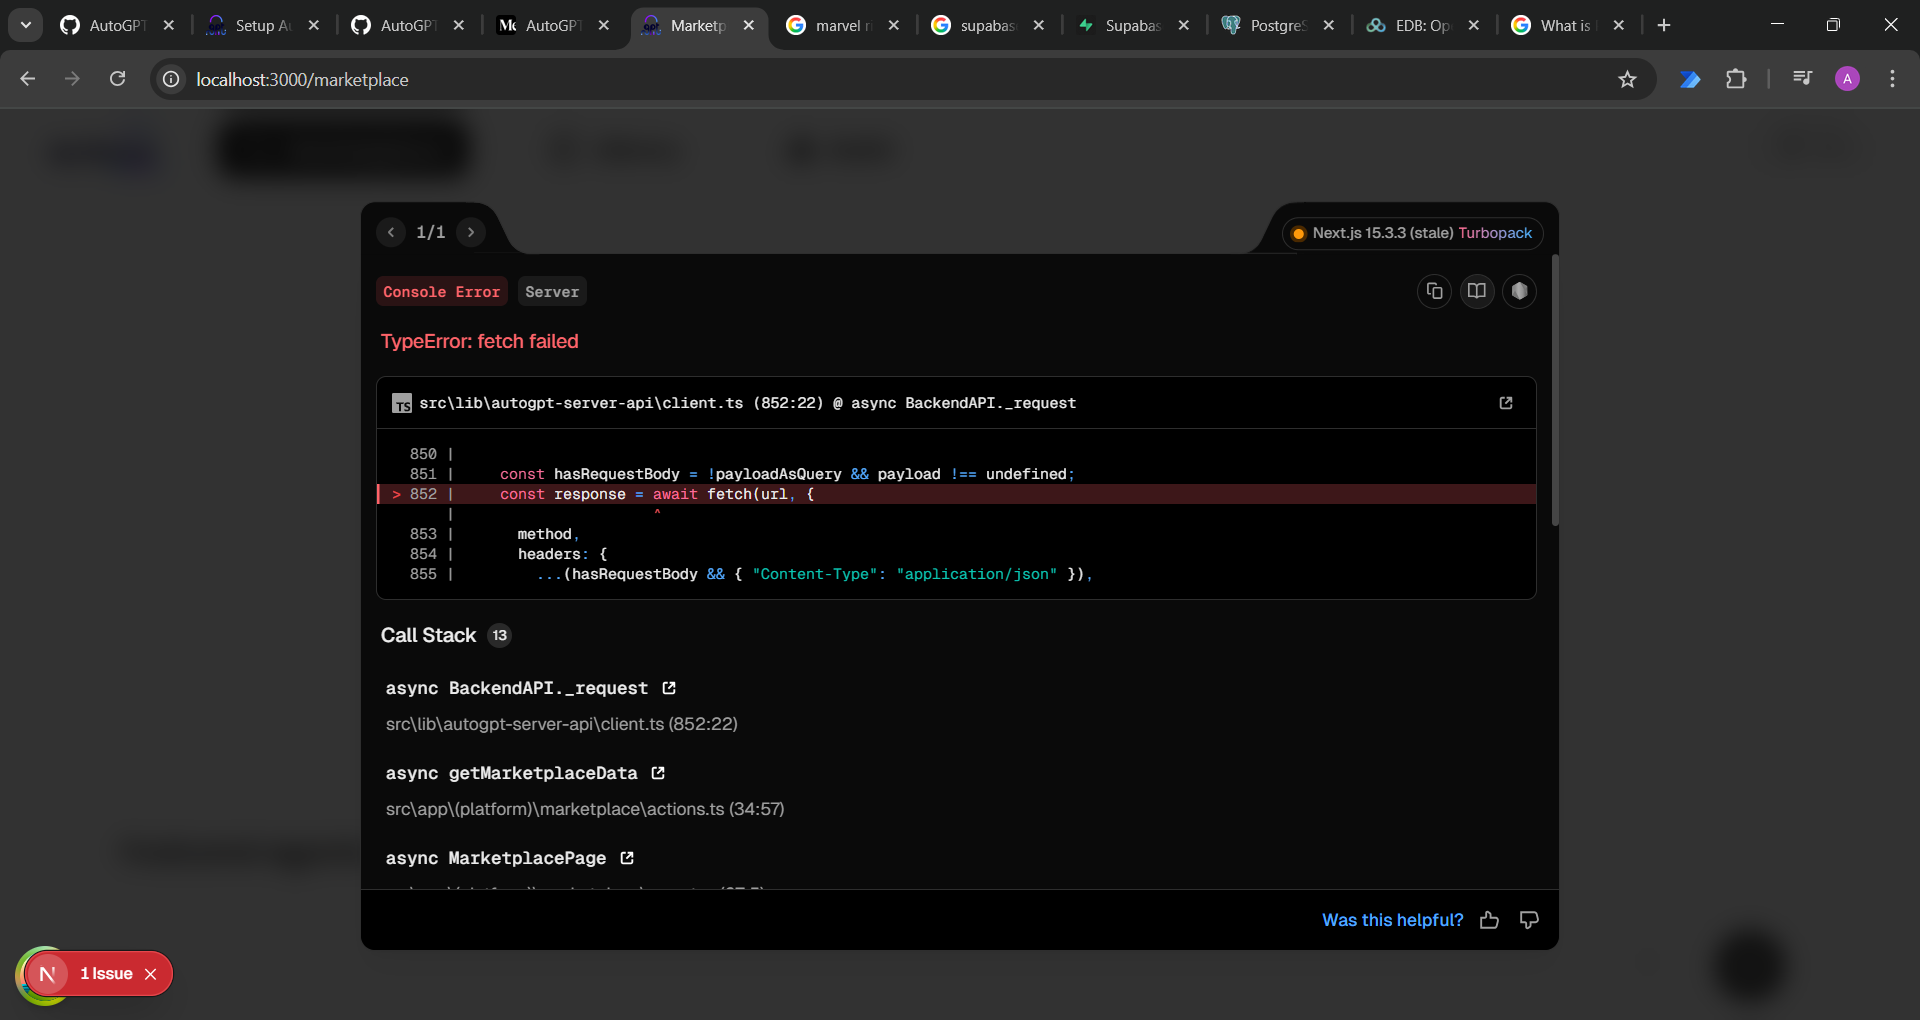 AutoGPT
Setup Au
AutoGPT
AutoGPT
Marketp
marvel ri
supabas
Supabas
Postgres
EDB: Op
What is
localhost:3000/marketplace
A
1/1
Next.js 15.3.3 (stale) Turbopack
Console Error
Server
TypeError: fetch failed
TS src\lib\autogpt-server-api\client.ts (852:22) @ async BackendAPI._request
850 |
851 | const hasRequestBody = !payloadAsQuery && payload !== undefined;
> 852 | const response = await fetch(url, {
| ^
853 | method,
854 | headers: {
855 | ...(hasRequestBody && { "Content-Type": "application/json" }),
Call Stack 13
async BackendAPI._request
src\lib\autogpt-server-api\client.ts (852:22)
async getMarketplaceData
src\app\(platform)\marketplace\actions.ts (34:57)
async MarketplacePage
Was this helpful?
N 1 Issue